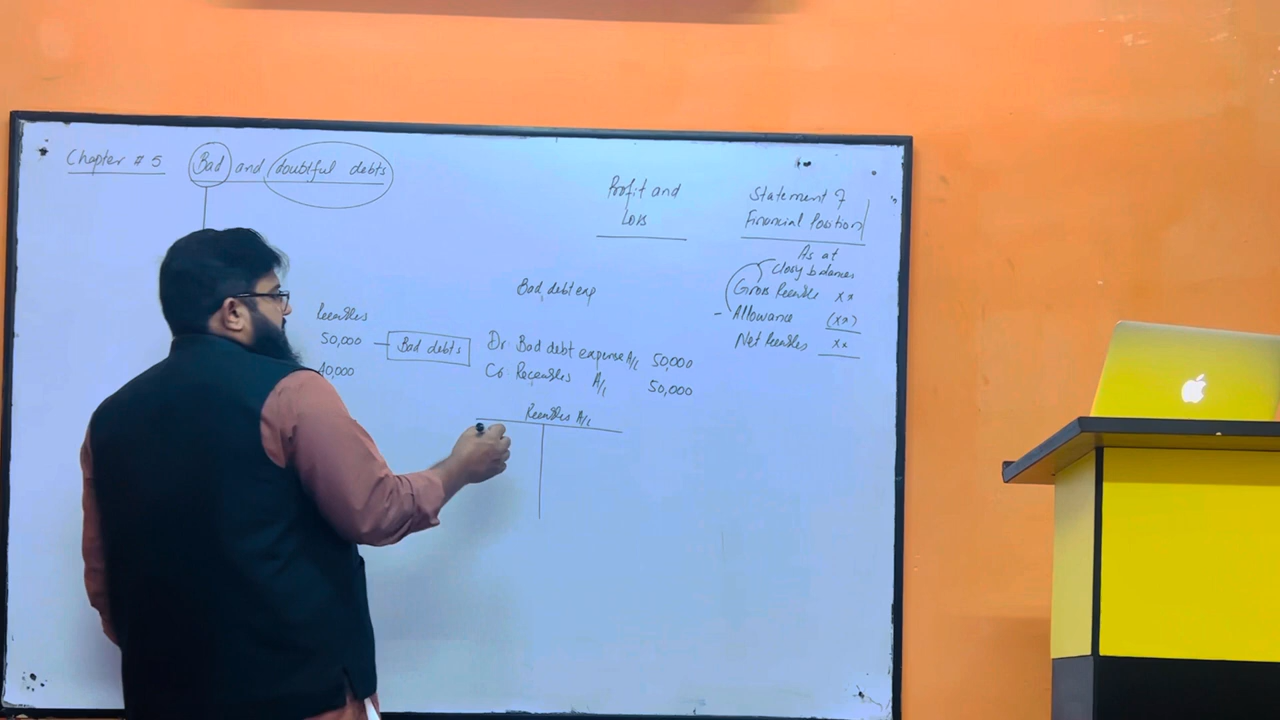 Chapter # 5 Bad and doubtful debts
Profit and
Loss
Statement of
Financial Position
As at
Closing balances
Gross Receivables xx
- Allowance (xx)
Net Receivables xx
Bad debt exp
Receivables
50,000 Bad debts
40,000
Dr. Bad debt expense A/c 50,000
Cr. Receivables A/c 50,000
Receivables A/c